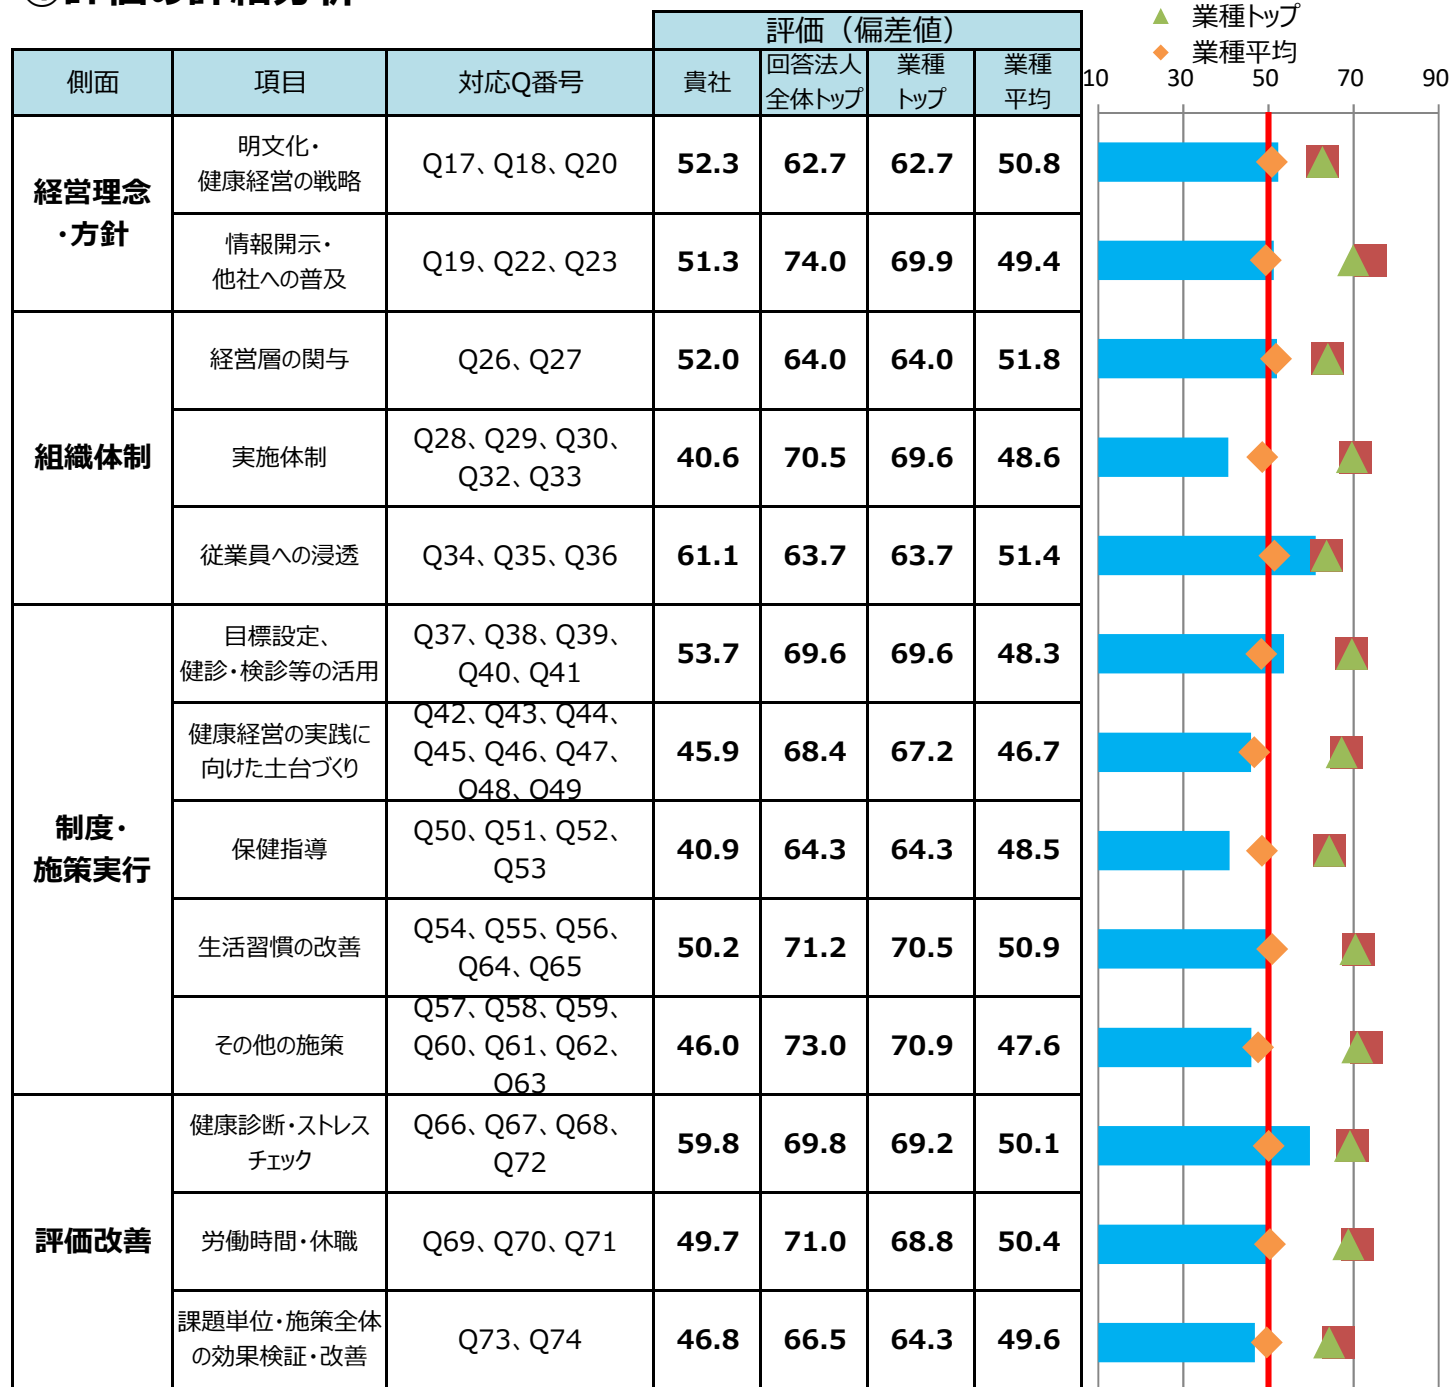 ▲ 業種トップ
◆ 業種平均
評価（偏差値）
側面 項目 対応Q番号 貴社 回答法人 業種 業種
全体トップ トップ 平均
10 30 50 70 90
経営理念
・方針
明文化・
健康経営の戦略
Q17、Q18、Q20 52.3 62.7 62.7 50.8
情報開示・
他社への普及
Q19、Q22、Q23 51.3 74.0 69.9 49.4
組織体制
経営層の関与 Q26、Q27 52.0 64.0 64.0 51.8
実施体制
Q28、Q29、Q30、
Q32、Q33
40.6 70.5 69.6 48.6
従業員への浸透 Q34、Q35、Q36 61.1 63.7 63.7 51.4
制度・
施策実行
目標設定、
健診・検診等の活用
Q37、Q38、Q39、
Q40、Q41
53.7 69.6 69.6 48.3
健康経営の実践に
向けた土台づくり
Q42、Q43、Q44、
Q45、Q46、Q47、
Q48、Q49
45.9 68.4 67.2 46.7
保健指導
Q50、Q51、Q52、
Q53
40.9 64.3 64.3 48.5
生活習慣の改善
Q54、Q55、Q56、
Q64、Q65
50.2 71.2 70.5 50.9
その他の施策
Q57、Q58、Q59、
Q60、Q61、Q62、
Q63
46.0 73.0 70.9 47.6
評価改善
健康診断・ストレス
チェック
Q66、Q67、Q68、
Q72
59.8 69.8 69.2 50.1
労働時間・休職 Q69、Q70、Q71 49.7 71.0 68.8 50.4
課題単位・施策全体
の効果検証・改善
Q73、Q74 46.8 66.5 64.3 49.6